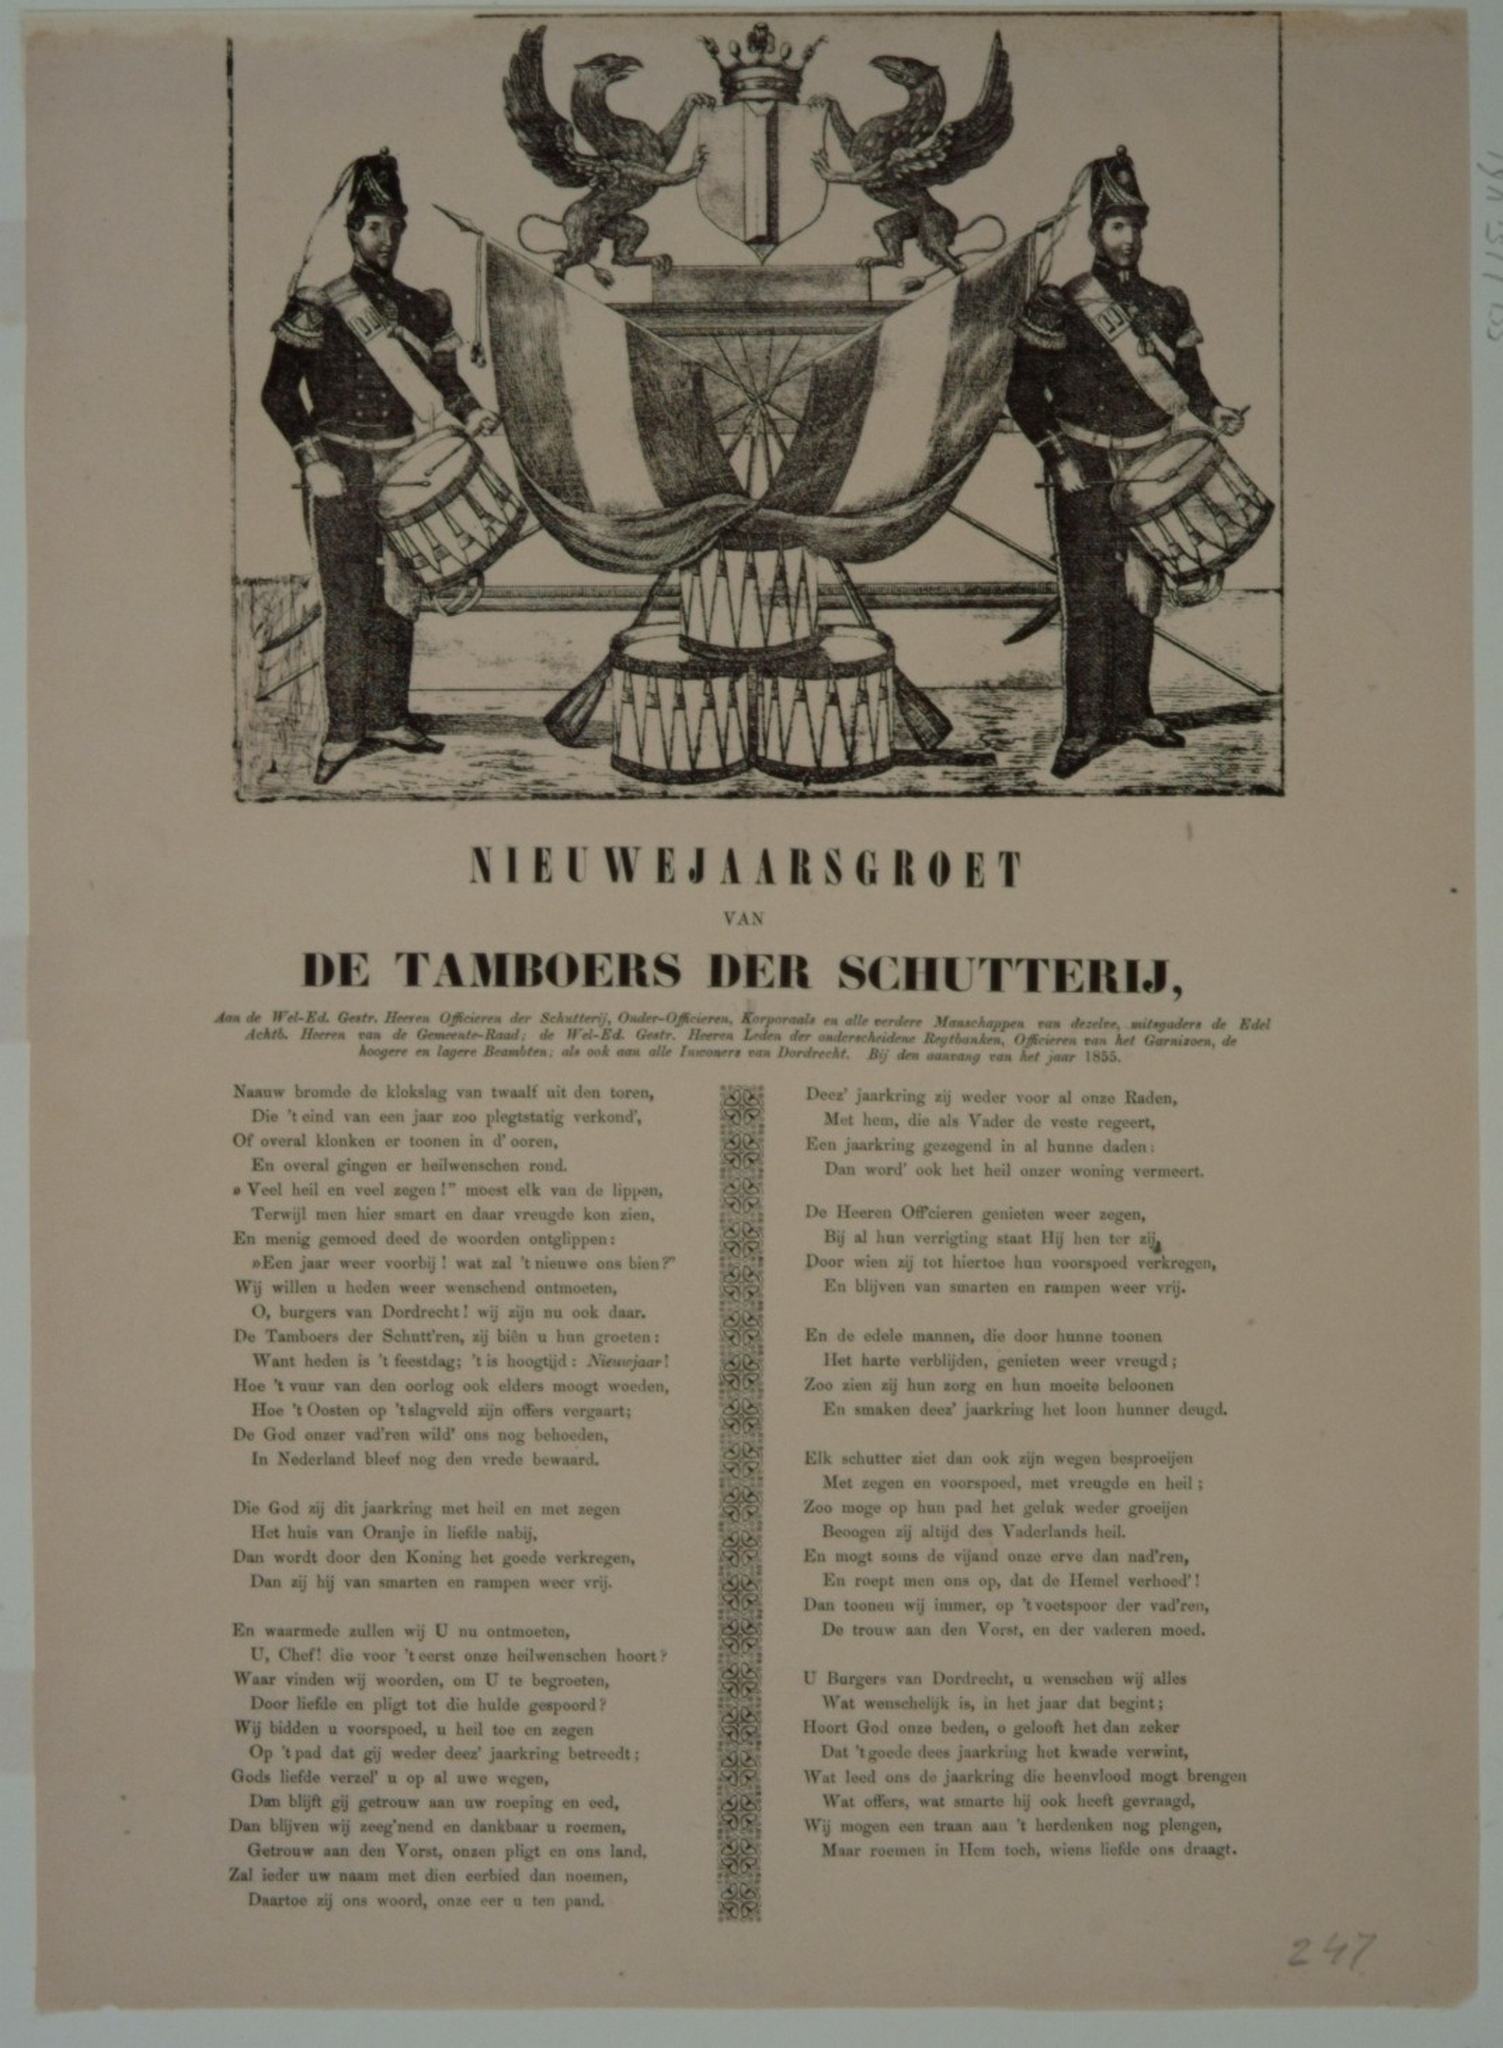 NIEUWEJAARSGROET
VAN
DE TAMBOERS DER SCHUTTERIJ,
Aan de Wel-Ed. Gestr. Heeren Officieren der Schutterij, Onder-Officieren, Korporaals en alle verdere Manschappen van dezelve, mitsgaders de Edel
Achtb. Heeren van de Gemeente-Raad; de Wel-Ed. Gestr. Heeren Leden der onderscheidene Regtbanken, Officieren van het Garnizoen, de
hoogere en lagere Beambten; als ook aan alle Inwoners van Dordrecht. Bij den aanvang van het jaar 1855.
Naauw bromde de klokslag van twaalf uit den toren,
Die 't eind van een jaar zoo plegtstatig verkond',
Of overal klonken er toonen in d' ooren,
En overal gingen er heilwenschen rond.
» Veel heil en veel zegen!” moest elk van de lippen,
Terwijl men hier smart en daar vreugde kon zien,
En menig gemoed deed de woorden ontglippen:
»Een jaar weer voorbij! wat zal 't nieuwe ons bien?”
Wij willen u heden weer wenschend ontmoeten,
O, burgers van Dordrecht! wij zijn nu ook daar.
De Tamboers der Schutt'ren, zij biên u hun groeten:
Want heden is 't feestdag; 't is hoogtijd: Nieuwjaar!
Hoe 't vuur van den oorlog ook elders moogt woeden,
Hoe 't Oosten op 't slagveld zijn offers vergaart;
De God onzer vad'ren wild' ons nog behoeden,
In Nederland bleef nog den vrede bewaard.
Die God zij dit jaarkring met heil en met zegen
Het huis van Oranje in liefde nabij,
Dan wordt door den Koning het goede verkregen,
Dan zij hij van smarten en rampen weer vrij.
En waarmede zullen wij U nu ontmoeten,
U, Chef! die voor 't eerst onze heilwenschen hoort?
Waar vinden wij woorden, om U te begroeten,
Door liefde en pligt tot die hulde gespoord?
Wij bidden u voorspoed, u heil toe en zegen
Op 't pad dat gij weder deez' jaarkring betreedt;
Gods liefde verzel' u op al uwe wegen,
Dan blijft gij getrouw aan uw roeping en eed,
Dan blijven wij zeeg'nend en dankbaar u roemen,
Getrouw aan den Vorst, onzen pligt en ons land,
Zal ieder uw naam met dien eerbied dan noemen,
Daartoe zij ons woord, onze eer u ten pand.
Deez' jaarkring zij weder voor al onze Raden,
Met hem, die als Vader de veste regeert,
Een jaarkring gezegend in al hunne daden:
Dan word' ook het heil onzer woning vermeert.
De Heeren Off'cieren genieten weer zegen,
Bij al hun verrigting staat Hij hen ter zij,
Door wien zij tot hiertoe hun voorspoed verkregen,
En blijven van smarten en rampen weer vrij.
En de edele mannen, die door hunne toonen
Het harte verblijden, genieten weer vreugd;
Zoo zien zij hun zorg en hun moeite beloonen
En smaken deez' jaarkring het loon hunner deugd.
Elk schutter ziet dan ook zijn wegen besproeijen
Met zegen en voorspoed, met vreugde en heil;
Zoo moge op hun pad het geluk weder groeijen
Beoogen zij altijd des Vaderlands heil.
En mogt soms de vijand onze erve dan nad'ren,
En roept men ons op, dat de Hemel verhoed'!
Dan toonen wij immer, op 't voetspoor der vad'ren,
De trouw aan den Vorst, en der vaderen moed.
U Burgers van Dordrecht, u wenschen wij alles
Wat wenschelijk is, in het jaar dat begint;
Hoort God onze beden, o gelooft het dan zeker
Dat 't goede dees jaarkring het kwade verwint,
Wat leed ons de jaarkring die heenvlood mogt brengen
Wat offers, wat smarte hij ook heeft gevraagd,
Wij mogen een traan aan 't herdenken nog plengen,
Maar roemen in Hem toch, wiens liefde ons draagt.
247